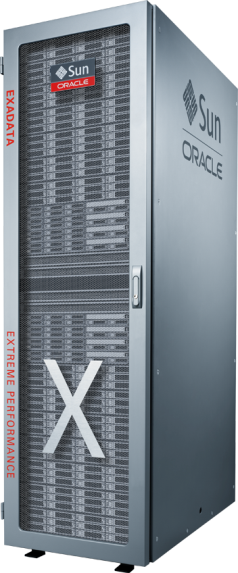 Sun
ORACLE
EXADATA
EXTREME PERFORMANCE
X
Sun
ORACLE